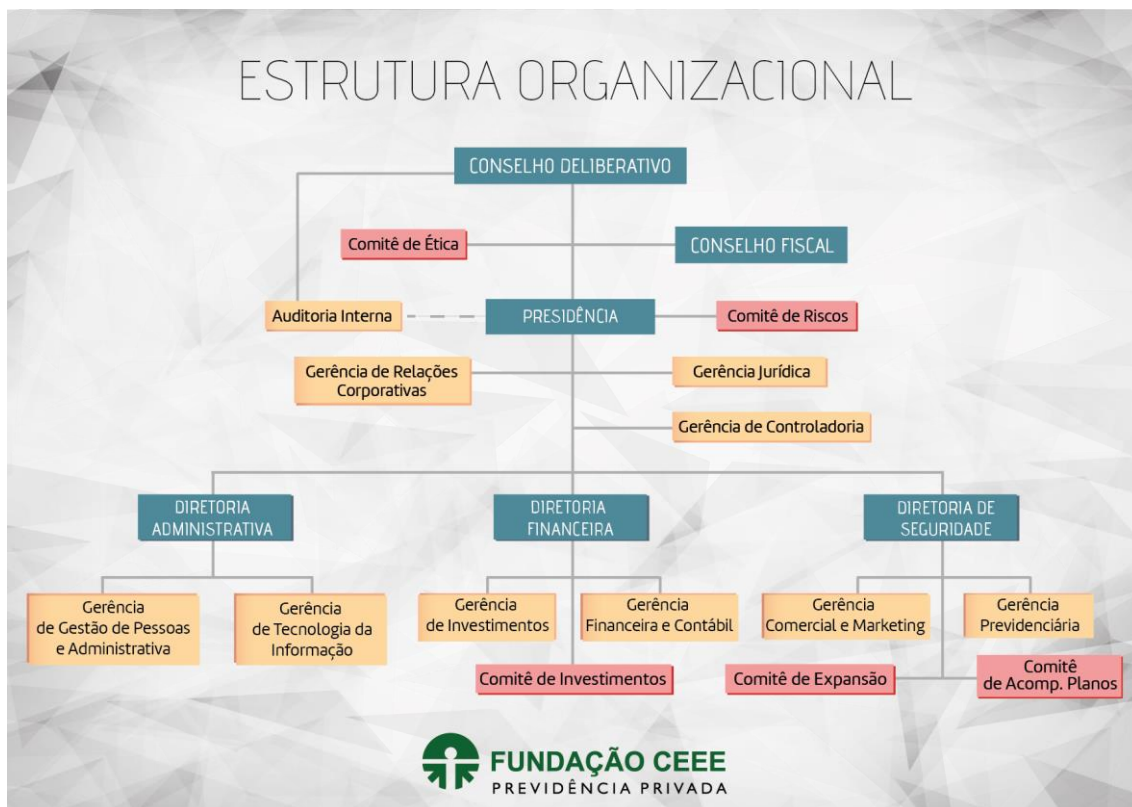 ESTRUTURA ORGANIZACIONAL
CONSELHO DELIBERATIVO
Comitê de Ética
CONSELHO FISCAL
Auditoria Interna
PRESIDÊNCIA
Comitê de Riscos
Gerência de Relações
Corporativas
Gerência Jurídica
Gerência de Controladoria
DIRETORIA
ADMINISTRATIVA
DIRETORIA
FINANCEIRA
DIRETORIA DE
SEGURIDADE
Gerência
de Gestão de Pessoas
e Administrativa
Gerência
de Tecnologia da
Informação
Gerência
de Investimentos
Gerência
Financeira e Contábil
Gerência
Comercial e Marketing
Gerência
Previdenciária
Comitê de Investimentos
Comitê de Expansão
Comitê
de Acomp. Planos
FUNDAÇÃO CEEE
PREVIDÊNCIA PRIVADA